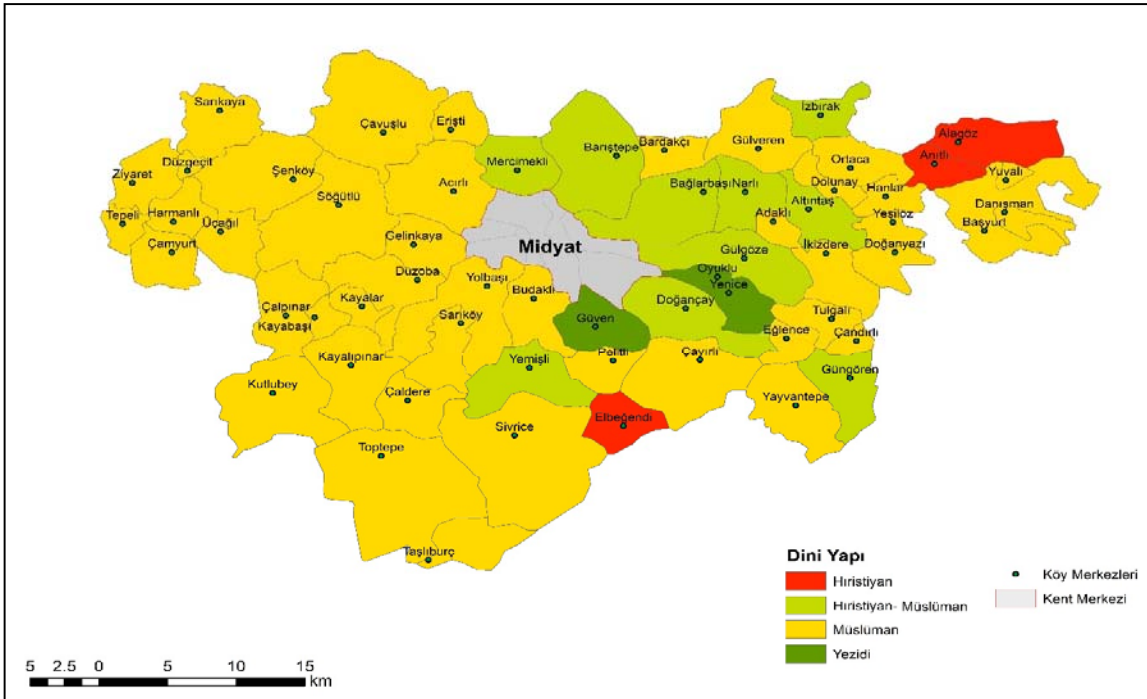 Sarıkaya
Çavuşlu
Erişti
İzbırak
Alagöz
Bardakçı
Gülveren
Barıştepe
Mercimekli
Anıtlı
Ortaca
Düzgeçit
Ziyaret
Şenköy
Yuvalı
Dolunay
Hanlar
Acırlı
Bağlarbaşı
Narlı
Söğütlü
Altıntaş
Danışman
Tepeli
Harmanlı
Üçağıl
Adaklı
Yeşilöz
Başyurt
Çamyurt
Gelinkaya
Midyat
Gülgöze
İkizdere
Doğanyazı
Düzoba
Yolbaşı
Oyuklu
Yenice
Budaklı
Doğançay
Kayalar
Çalpınar
Kayabaşı
Sarıköy
Güven
Tulgalı
Eğlence
Çandırlı
Kayalıpınar
Yemişli
Pelitli
Çayırlı
Güngören
Kutlubey
Çaldere
Yayvantepe
Elbeğendi
Sivrice
Toptepe
Taşlıburç
Dini Yapı
Hıristiyan
Hıristiyan- Müslüman
Müslüman
Yezidi
Köy Merkezleri
Kent Merkezi
5 2.5 0 5 10 15
km